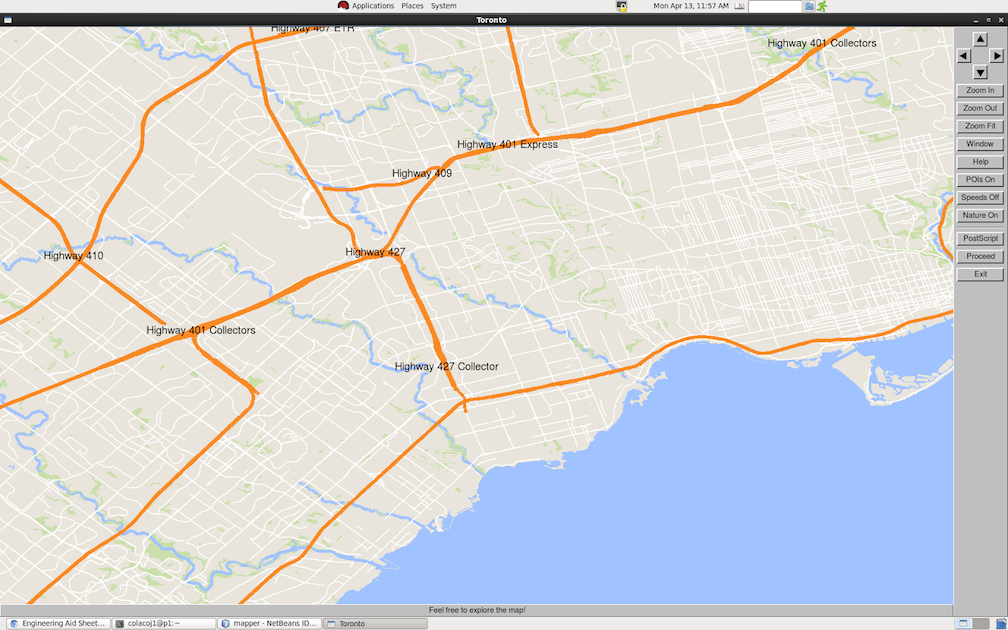 Applications Places System
Mon Apr 13, 11:57 AM
Toronto
Highway 407 ETR
Highway 401 Collectors
Highway 401 Express
Highway 409
Highway 427
Highway 410
Highway 401 Collectors
Highway 427 Collector
Zoom In
Zoom Out
Zoom Fit
Window
Help
POIs On
Speeds Off
Nature On
PostScript
Proceed
Exit
Feel free to explore the map!
Engineering Aid Sheet...
colacoj1@p1:~
mapper - NetBeans ID...
Toronto